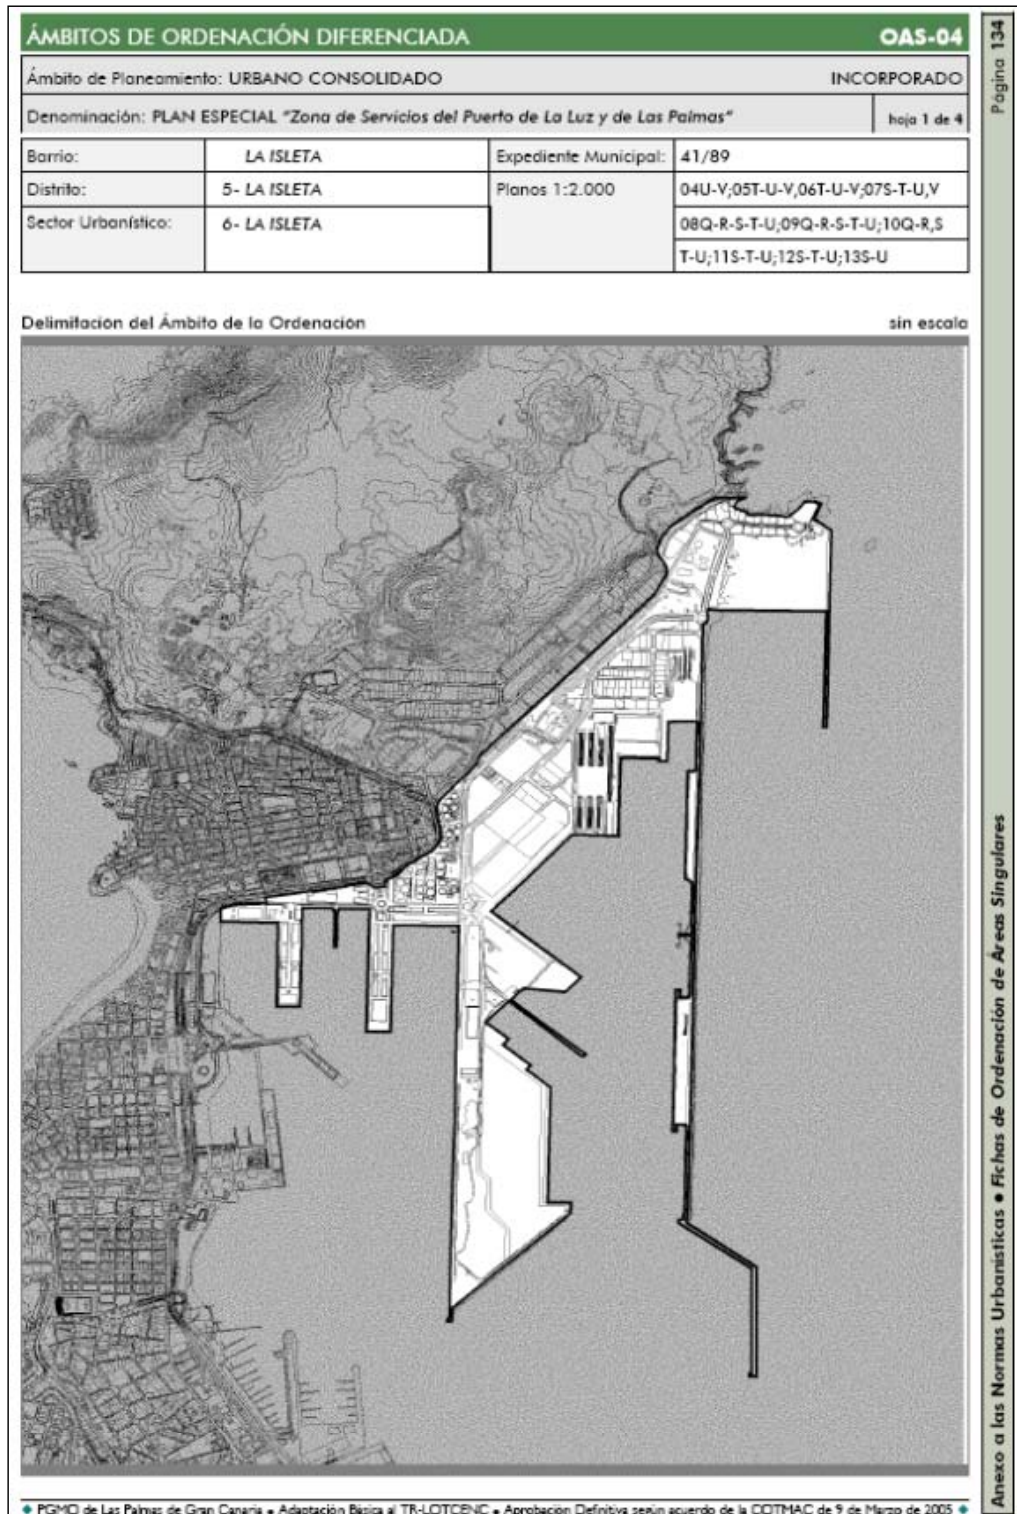 ÁMBITOS DE ORDENACIÓN DIFERENCIADA OAS-04
Ámbito de Planeamiento: URBANO CONSOLIDADO INCORPORADO
Denominación: PLAN ESPECIAL "Zona de Servicios del Puerto de La Luz y de Las Palmas" hoja 1 de 4
Barrio: LA ISLETA Expediente Municipal: 41/89
Distrito: 5- LA ISLETA Planos 1:2.000 04U-V;05T-U-V,06T-U-V;07S-T-U,V
Sector Urbanístico: 6- LA ISLETA 08Q-R-S-T-U;09Q-R-S-T-U;10Q-R,S
T-U;11S-T-U;12S-T-U;13S-U
Delimitacion del Ámbito de la Ordenacion sin escala
◆ PGMO de Las Palmas de Gran Canaria • Adaptación Básica al TR-LOTCENC • Aprobación Definitiva según acuerdo de la COTMAC de 9 de Marzo de 2005 ◆
Página 134
Anexo a las Normas Urbanísticas • Fichas de Ordenación de Áreas Singulares